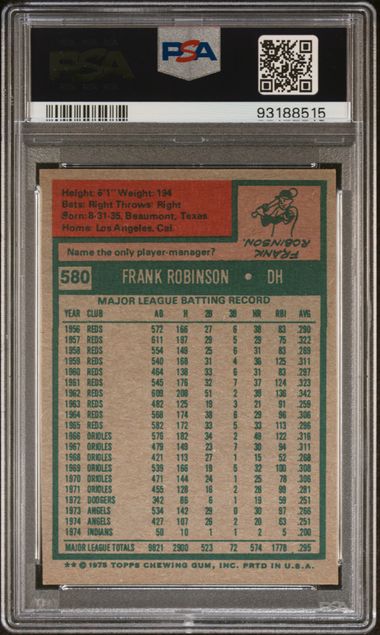 PSA
PSA
93188515
Height: 6'1" Weight: 194
Bats: Right Throws: Right
Born: 8-31-35, Beaumont, Texas
Home: Los Angeles, Cal.
Name the only player-manager?
FRANK
ROBINSON
580 FRANK ROBINSON • DH
MAJOR LEAGUE BATTING RECORD
YEAR CLUB AB H 2B 3B HR RBI AVG
1956 REDS 572 166 27 6 38 83 .290
1957 REDS 611 197 29 5 29 75 .322
1958 REDS 554 149 25 6 31 83 .269
1959 REDS 540 168 31 4 36 125 .311
1960 REDS 464 138 33 6 31 83 .297
1961 REDS 545 176 32 7 37 124 .323
1962 REDS 609 208 51 2 39 136 .342
1963 REDS 482 125 19 3 21 91 .259
1964 REDS 568 174 38 6 29 96 .306
1965 REDS 582 172 33 5 33 113 .296
1966 ORIOLES 576 182 34 2 49 122 .316
1967 ORIOLES 479 149 23 7 30 94 .311
1968 ORIOLES 421 113 27 1 15 52 .268
1969 ORIOLES 539 166 19 5 32 100 .308
1970 ORIOLES 471 144 24 1 25 78 .306
1971 ORIOLES 455 128 16 2 28 99 .281
1972 DODGERS 342 86 6 1 19 59 .251
1973 ANGELS 534 142 29 0 30 97 .266
1974 ANGELS 427 107 26 2 20 63 .251
1974 INDIANS 50 10 1 1 2 5 .200
MAJOR LEAGUE TOTALS 9821 2900 523 72 574 1778 .295
** © 1975 TOPPS CHEWING GUM, INC. PRTD IN U.S.A.